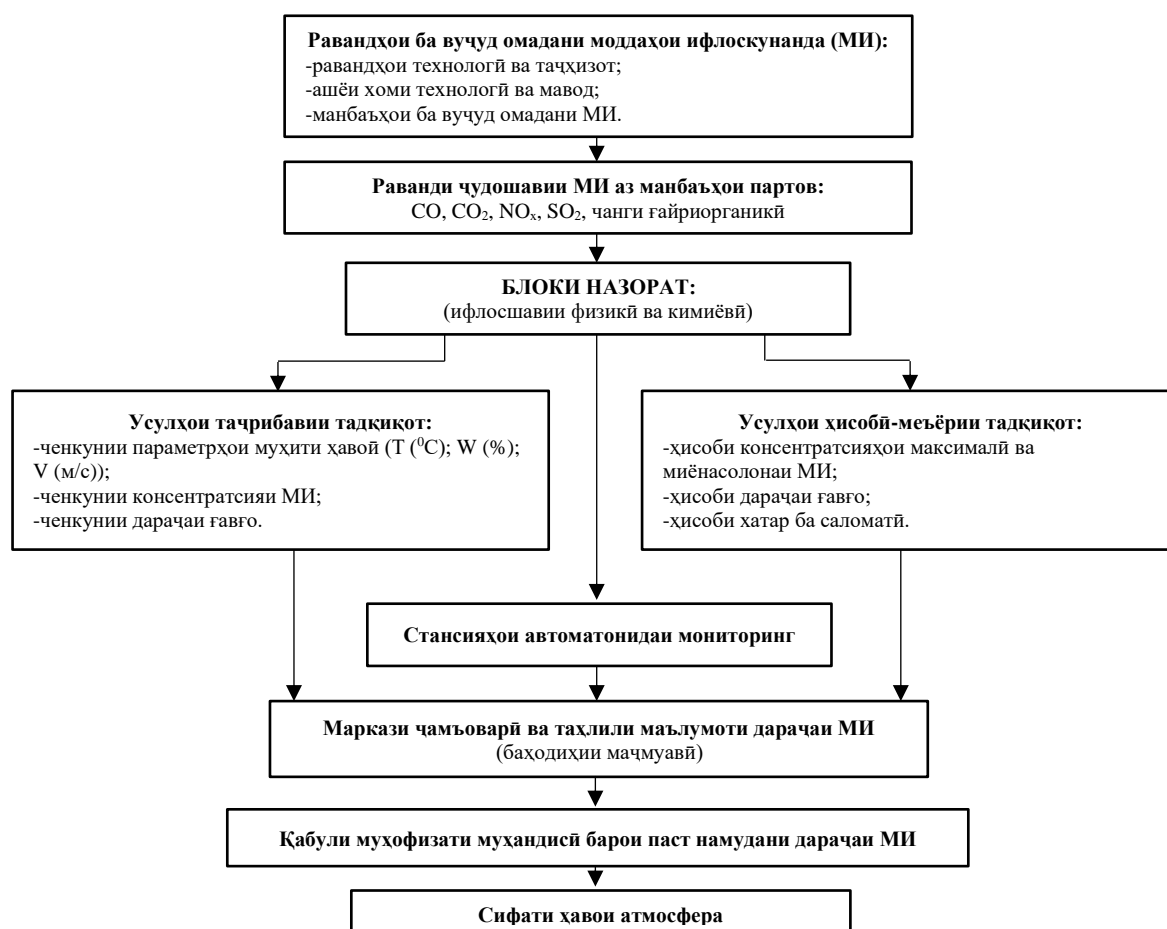 Равандҳои ба вуҷуд омадани моддаҳои ифлоскунанда (МИ):
-равандҳои технологӣ ва таҷҳизот;
-ашёи хоми технологӣ ва мавод;
-манбаъҳои ба вуҷуд омадани МИ.
Раванди ҷудошавии МИ аз манбаъҳои партов:
CO, CO₂, NOₓ, SO₂, чанги ғайриорганикӣ
БЛОКИ НАЗОРАТ:
(ифлосшавии физикӣ ва кимиёвӣ)
Усулҳои таҷрибавии тадқиқот:
-ченкунии параметрҳои муҳити ҳавоӣ (T (⁰C); W (%);
V (м/с));
-ченкунии консентратсияи МИ;
-ченкунии дараҷаи ғавғо.
Усулҳои ҳисобӣ-меъёрии тадқиқот:
-ҳисоби консентратсияҳои максималӣ ва
миёнасолонаи МИ;
-ҳисоби дараҷаи ғавғо;
-ҳисоби хатар ба саломатӣ.
Стансияҳои автоматонидаи мониторинг
Маркази ҷамъоварӣ ва таҳлили маълумоти дараҷаи МИ
(баҳодиҳии маҷмуавӣ)
Қабули муҳофизати муҳандисӣ барои паст намудани дараҷаи МИ
Сифати ҳавои атмосфера